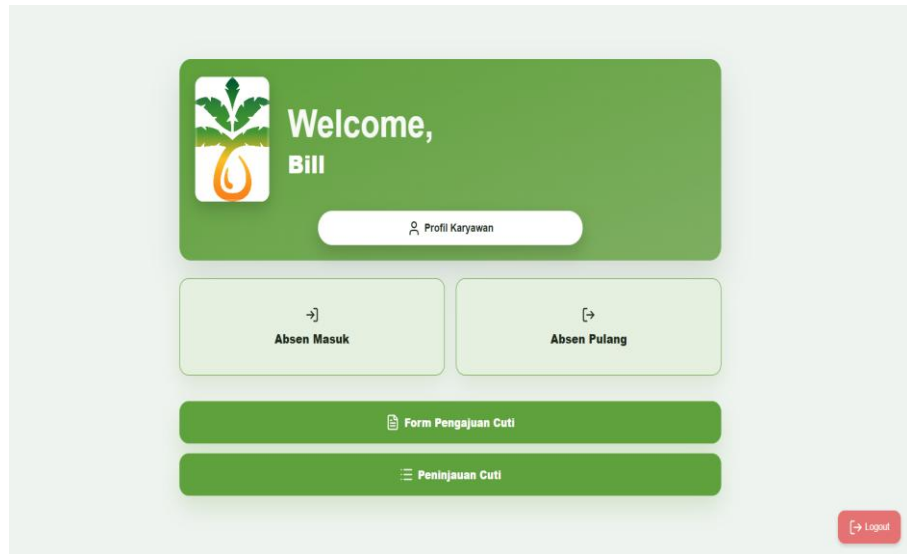 Welcome,
Bill
Profil Karyawan
Absen Masuk
Absen Pulang
Form Pengajuan Cuti
Peninjauan Cuti
Logout